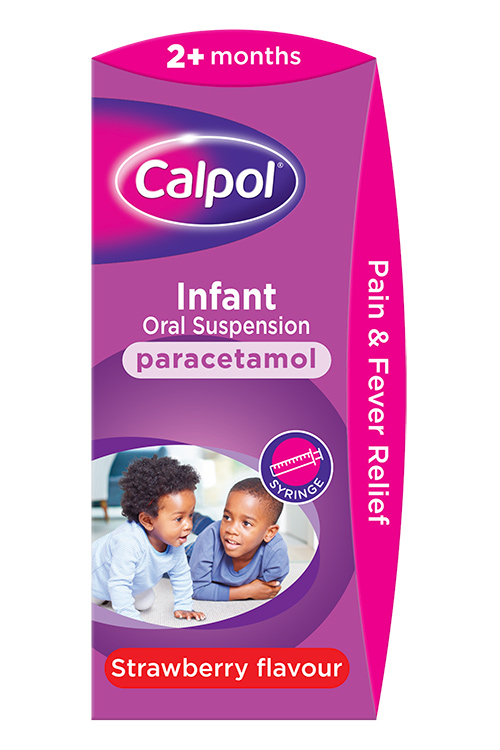 2+ months
Calpol®
Infant
Oral Suspension
paracetamol
SYRINGE
Strawberry flavour
Pain & Fever Relief